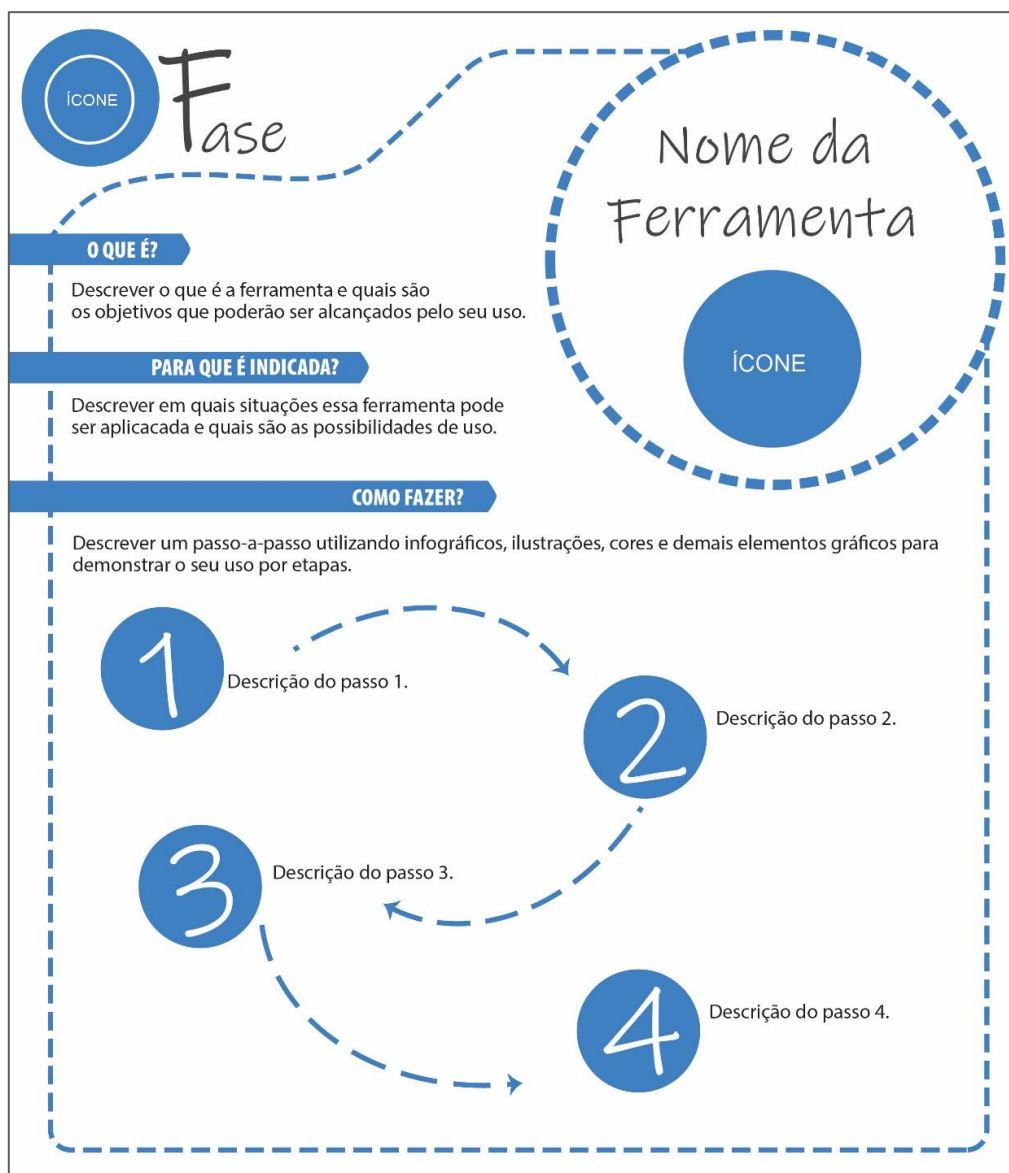 ÍCONE
Fase
Nome da
Ferramenta
ÍCONE
O QUE É?
Descrever o que é a ferramenta e quais são
os objetivos que poderão ser alcançados pelo seu uso.
PARA QUE É INDICADA?
Descrever em quais situações essa ferramenta pode
ser aplicacada e quais são as possibilidades de uso.
COMO FAZER?
Descrever um passo-a-passo utilizando infográficos, ilustrações, cores e demais elementos gráficos para
demonstrar o seu uso por etapas.
1
Descrição do passo 1.
2
Descrição do passo 2.
3
Descrição do passo 3.
4
Descrição do passo 4.